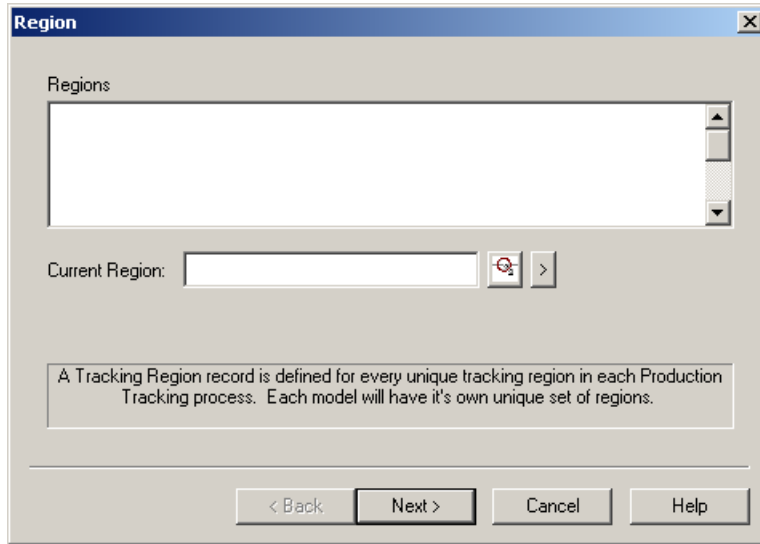 Region
Regions
Current Region:
>
A Tracking Region record is defined for every unique tracking region in each Production
Tracking process.  Each model will have it's own unique set of regions.
< Back
Next >
Cancel
Help